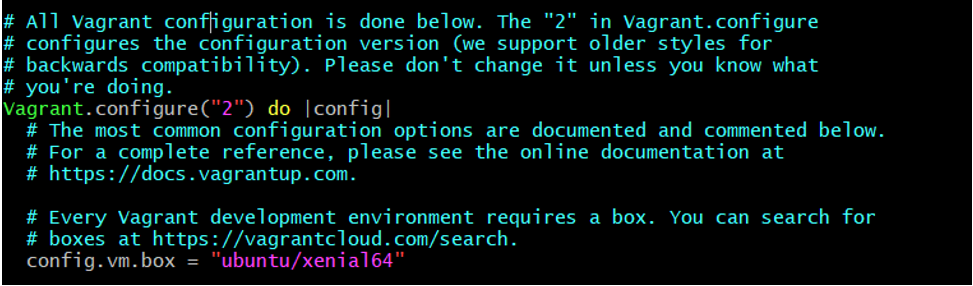 # All Vagrant configuration is done below. The "2" in Vagrant.configure
# configures the configuration version (we support older styles for
# backwards compatibility). Please don't change it unless you know what
# you're doing.
Vagrant.configure("2") do |config|
# The most common configuration options are documented and commented below.
# For a complete reference, please see the online documentation at
# https://docs.vagrantup.com.
# Every Vagrant development environment requires a box. You can search for
# boxes at https://vagrantcloud.com/search.
config.vm.box = "ubuntu/xenial64"